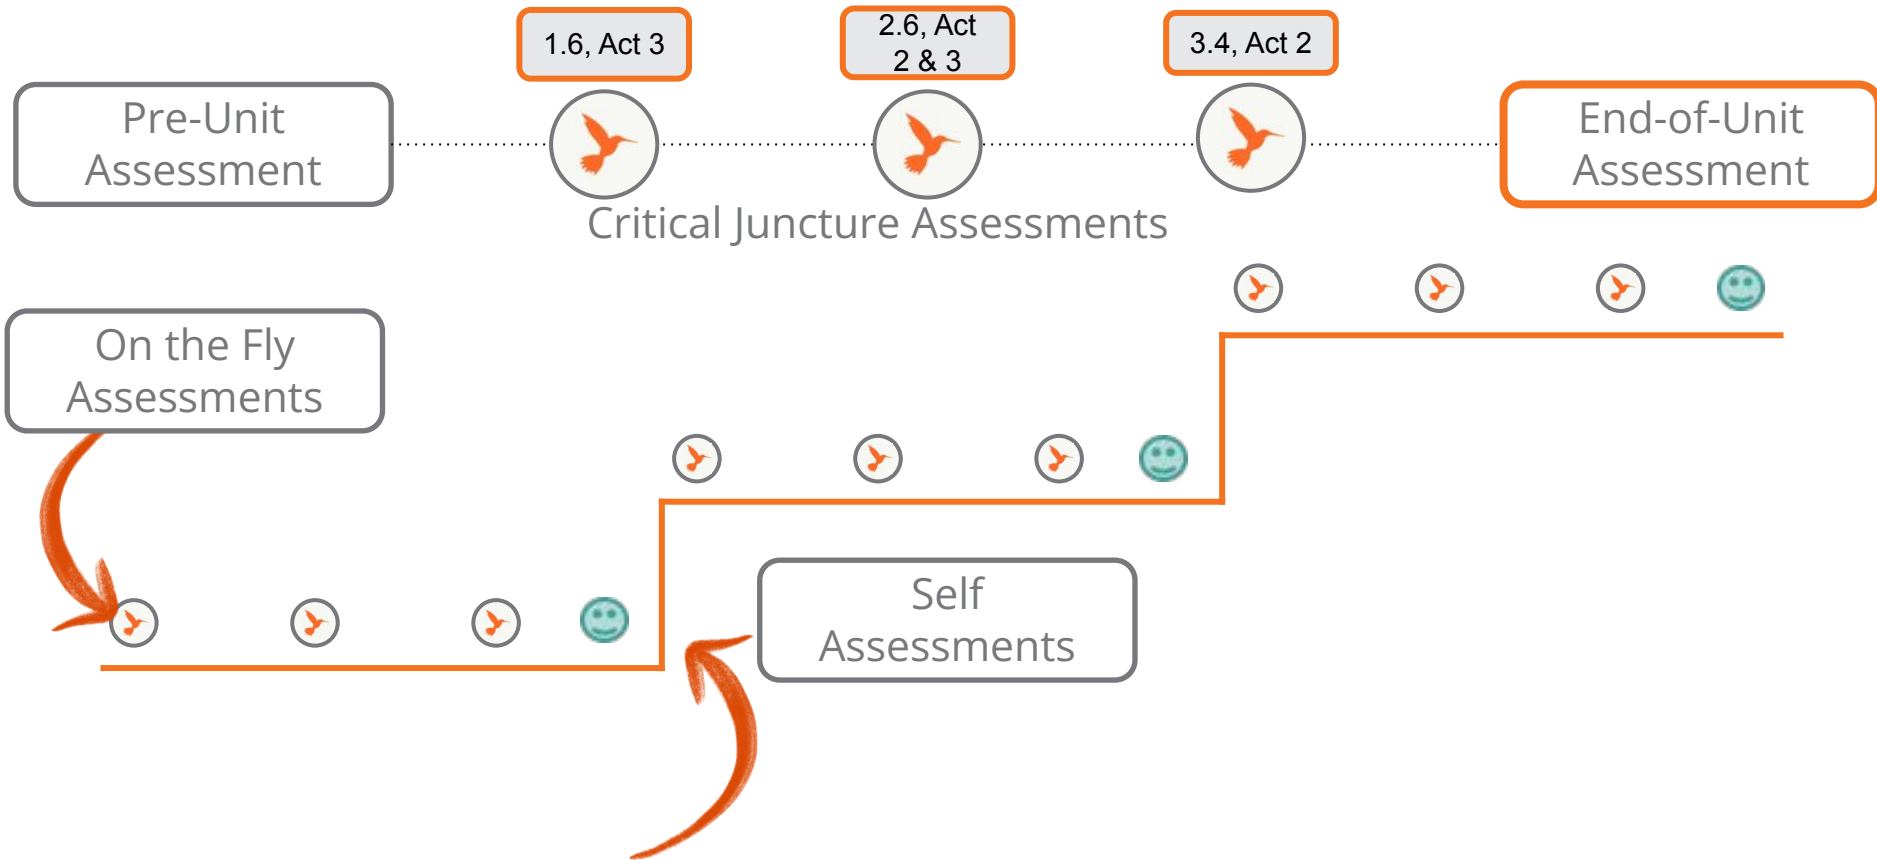 1.6, Act 3
2.6, Act
2 & 3
3.4, Act 2
Pre-Unit
Assessment
End-of-Unit
Assessment
Critical Juncture Assessments
On the Fly
Assessments
Self
Assessments